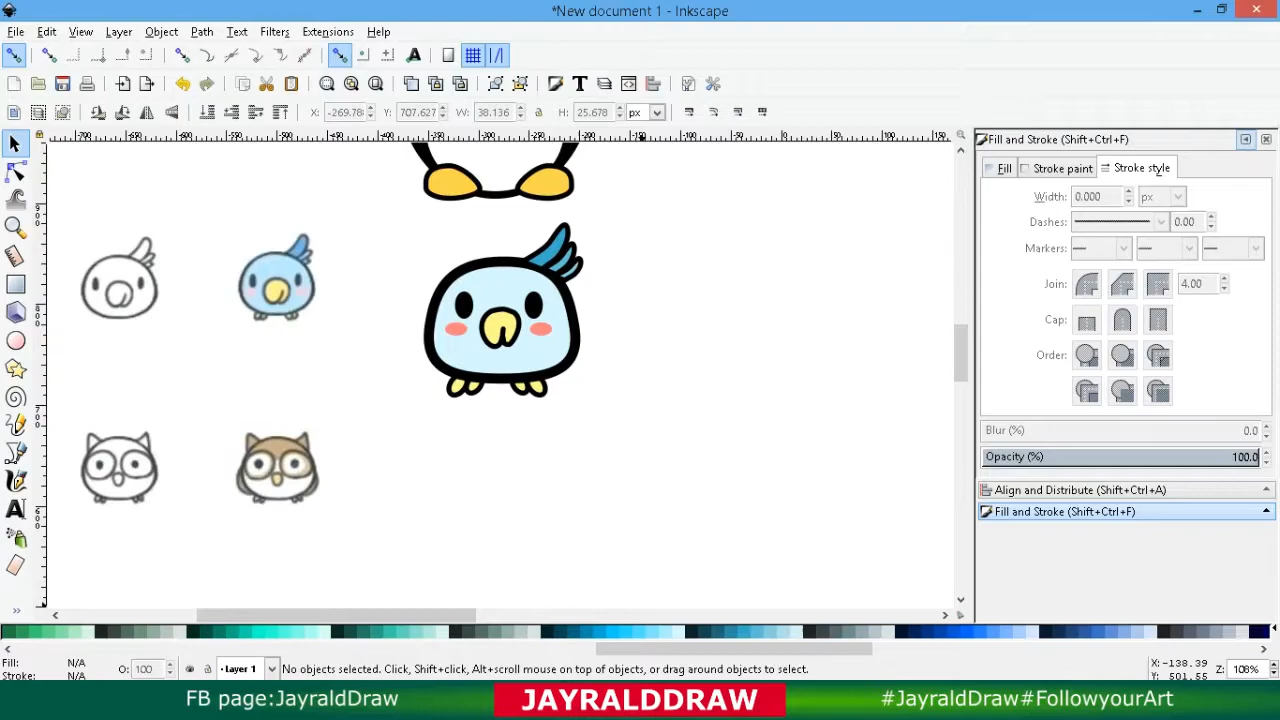 *New document 1 - Inkscape
File Edit View Layer Object Path Text Filters Extensions Help
X: -269.78 Y: 707.627 W: 38.136 H: 25.678 px
Fill and Stroke (Shift+Ctrl+F)
Fill Stroke paint Stroke style
Width: 0.000 px
Dashes: 0.00
Markers:
Join: 4.00
Cap:
Order:
Blur (%) 0.0
Opacity (%) 100.0
Align and Distribute (Shift+Ctrl+A)
Fill and Stroke (Shift+Ctrl+F)
Fill: N/A
Stroke: N/A
O: 100
Layer 1
No objects selected. Click, Shift+click, Alt+scroll mouse on top of objects, or drag around objects to select.
X: -138.39
Y: 501.55
Z: 108%
FB page:JayraldDraw
JAYRALDDRAW
#JayraldDraw#FollowyourArt